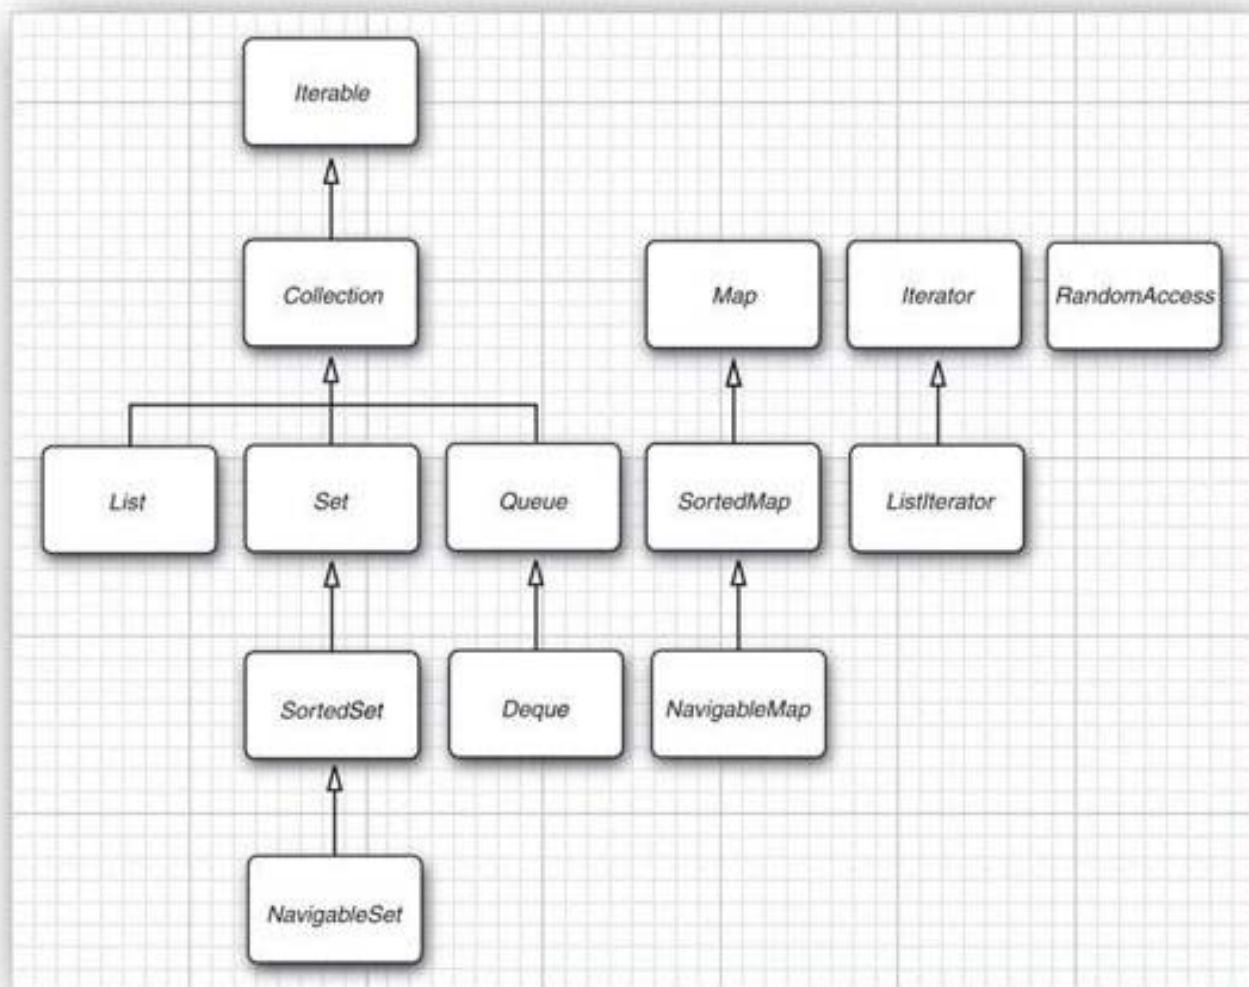 Iterable
Collection
Map
Iterator
RandomAccess
List
Set
Queue
SortedMap
ListIterator
SortedSet
Deque
NavigableMap
NavigableSet